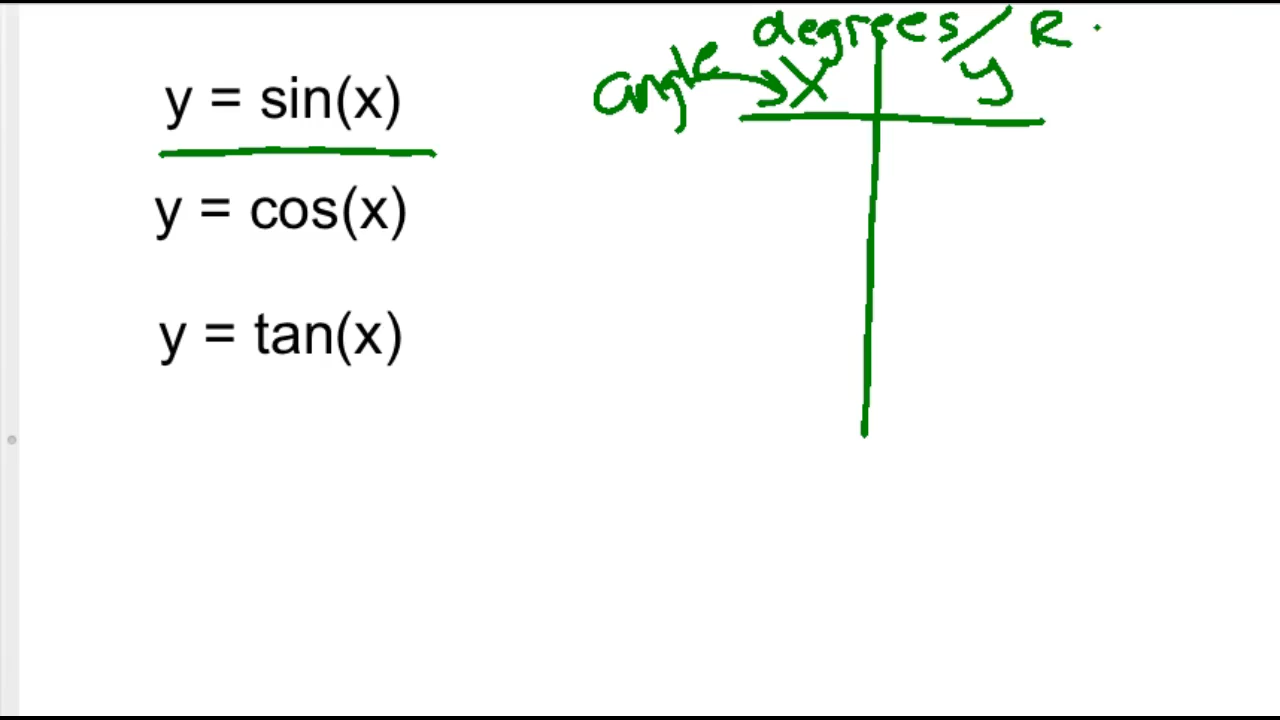 y = sin(x)
y = cos(x)
y = tan(x)
degrees/R.
angle x y